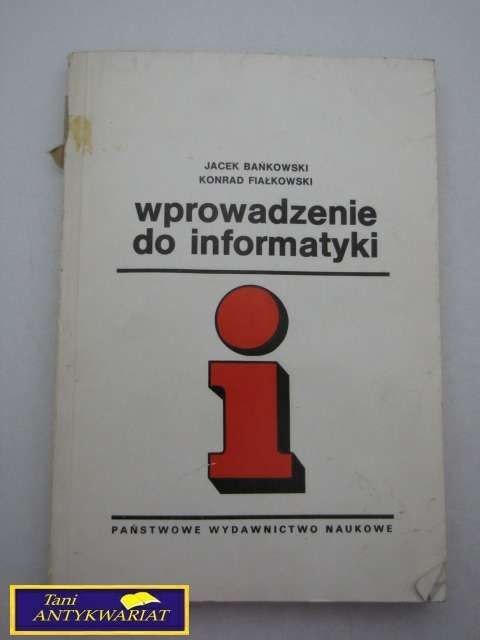 JACEK BAŃKOWSKI
KONRAD FIAŁKOWSKI
wprowadzenie
do informatyki
i
PAŃSTWOWE WYDAWNICTWO NAUKOWE
Tani
ANTYKWARIAT